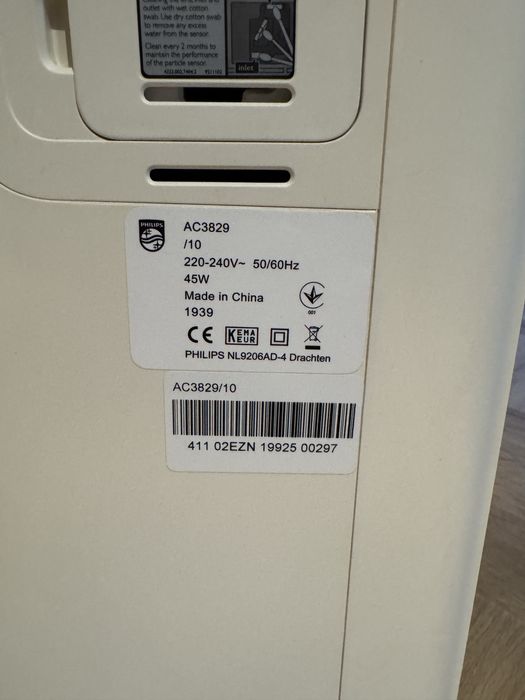 outlet with wet cotton
swab. Use dry cotton swab
to remove any excess
water from the sensor.
Clean every 2 months to
maintain the performance
of the particle sensor.
inlet
PHILIPS
AC3829
/10
220-240V~ 50/60Hz
45W
Made in China
1939
001
CE KEMA KEUR
PHILIPS NL9206AD-4 Drachten
AC3829/10
411 02EZN 19925 00297